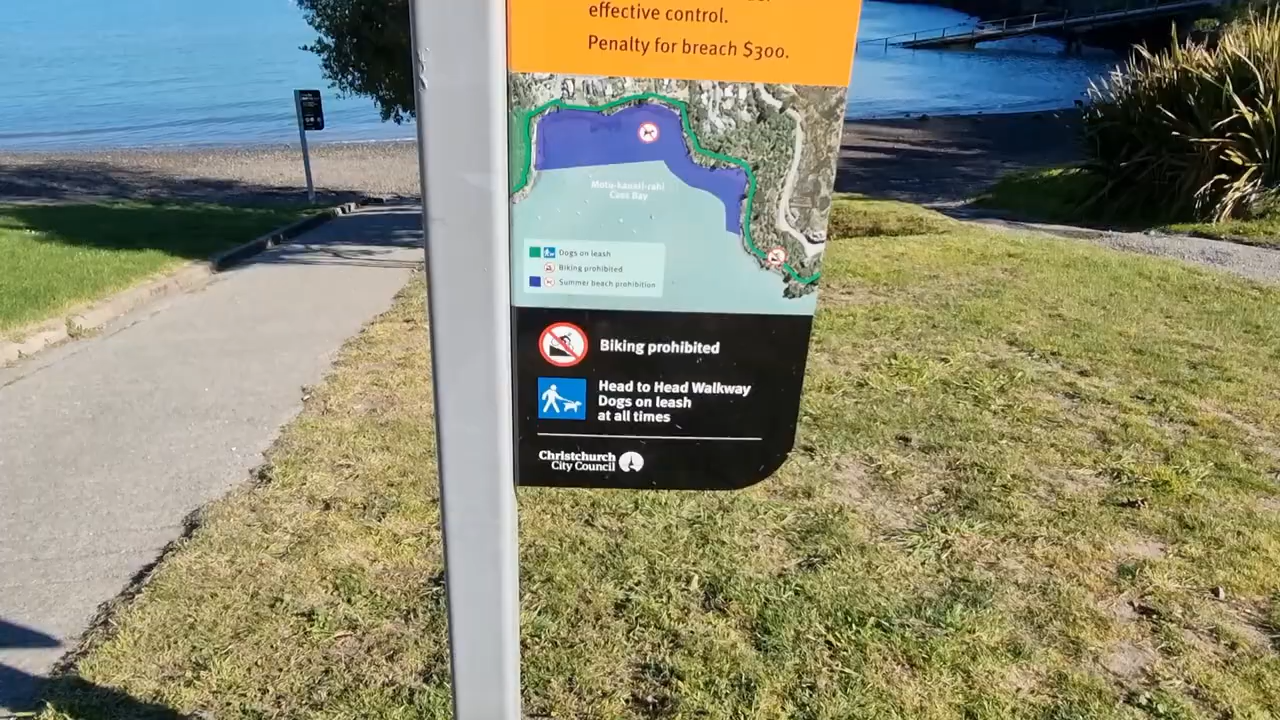 effective control.
Penalty for breach $300.
Motu-kauati-rahi
Cass Bay
Dogs on leash
Biking prohibited
Summer beach prohibition
Biking prohibited
Head to Head Walkway
Dogs on leash
at all times
Christchurch
City Council